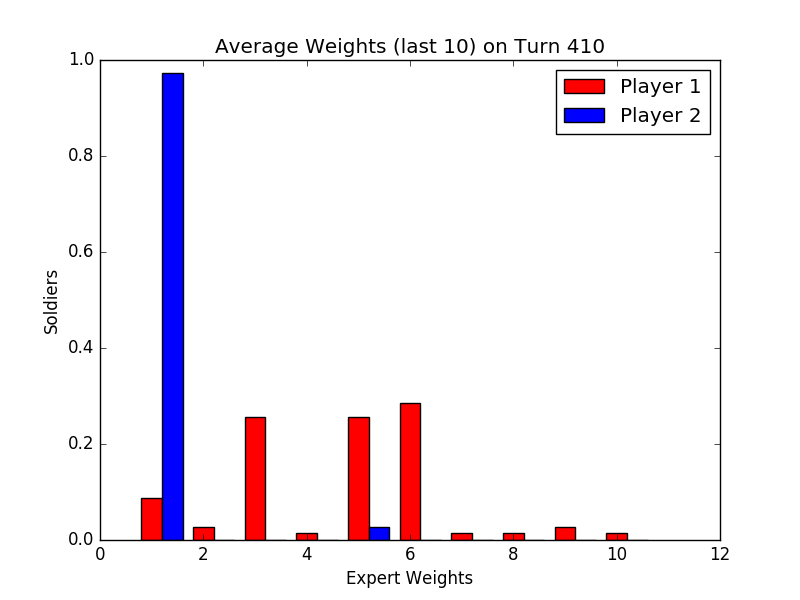 Average Weights (last 10) on Turn 410
Player 1
Player 2
1.0
0.8
0.6
0.4
0.2
0.0
Soldiers
0 2 4 6 8 10 12
Expert Weights